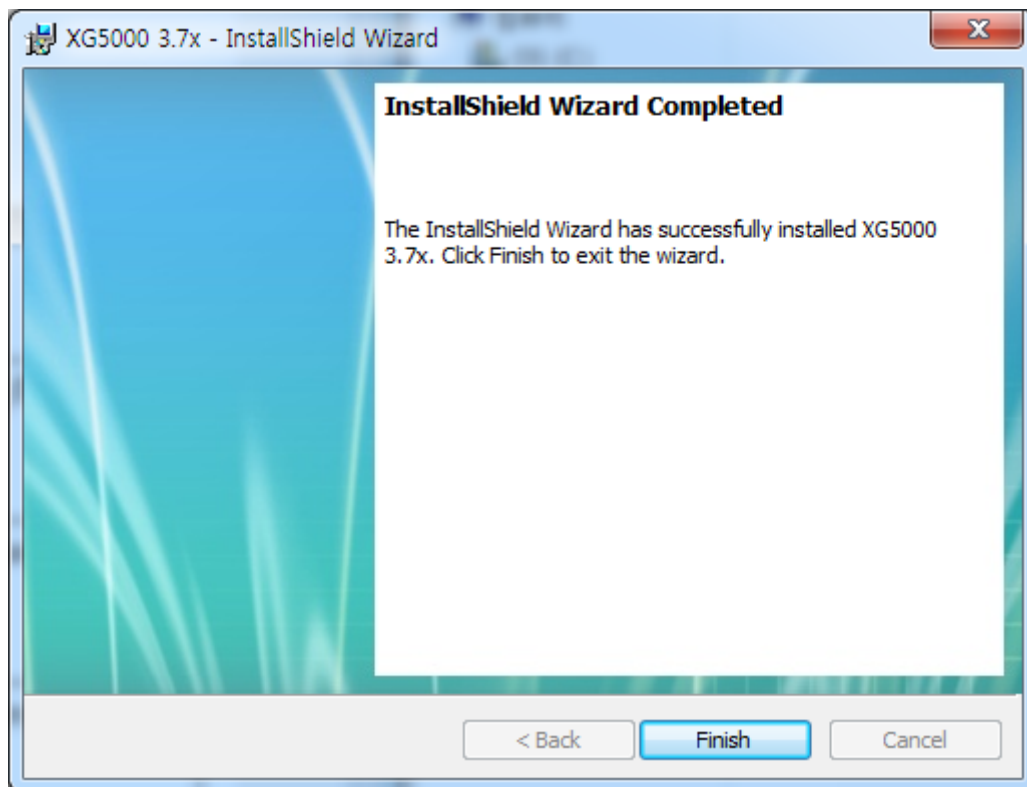 XG5000 3.7x - InstallShield Wizard
InstallShield Wizard Completed
The InstallShield Wizard has successfully installed XG5000
3.7x. Click Finish to exit the wizard.
< Back
Finish
Cancel